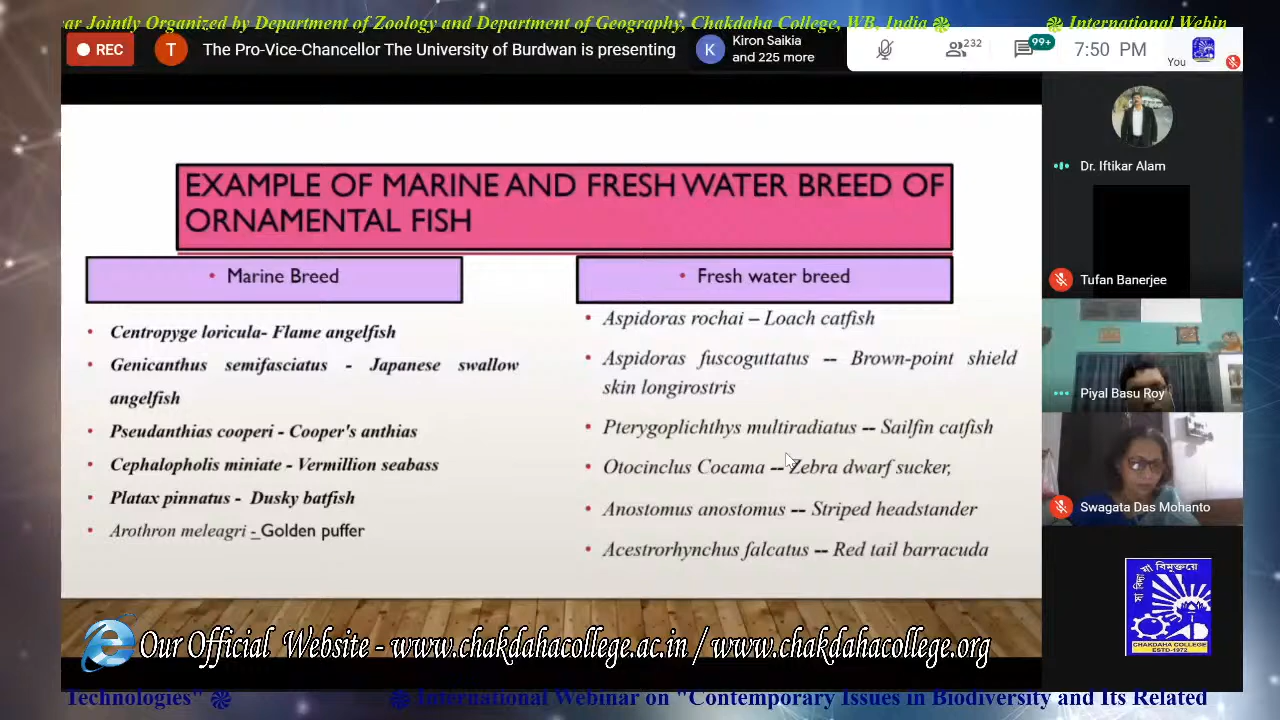 ar Jointly Organized by Department of Zoology and Department of Geography, Chakdaha College, WB, India
International Webin
REC
T
The Pro-Vice-Chancellor The University of Burdwan is presenting
K
Kiron Saikia
and 225 more
232
99+
7:50 PM
You
EXAMPLE OF MARINE AND FRESH WATER BREED OF
ORNAMENTAL FISH
• Marine Breed
• Centropyge loricula- Flame angelfish
• Genicanthus semifasciatus - Japanese swallow
angelfish
• Pseudanthias cooperi - Cooper's anthias
• Cephalopholis miniate - Vermillion seabass
• Platax pinnatus - Dusky batfish
• Arothron meleagri - Golden puffer
• Fresh water breed
• Aspidoras rochai – Loach catfish
• Aspidoras fuscoguttatus -- Brown-point shield
skin longirostris
• Pterygoplichthys multiradiatus -- Sailfin catfish
• Otocinclus Cocama -- Zebra dwarf sucker,
• Anostomus anostomus -- Striped headstander
• Acestrorhynchus falcatus -- Red tail barracuda
Dr. Iftikar Alam
Tufan Banerjee
Piyal Basu Roy
Swagata Das Mohanto
সা বিদ্যা যা বিমুক্তয়ে
CHAKDAHA COLLEGE
ESTD-1972
Our Official Website - www.chakdahacollege.ac.in / www.chakdahacollege.org
Technologies"
International Webinar on "Contemporary Issues in Biodiversity and Its Related